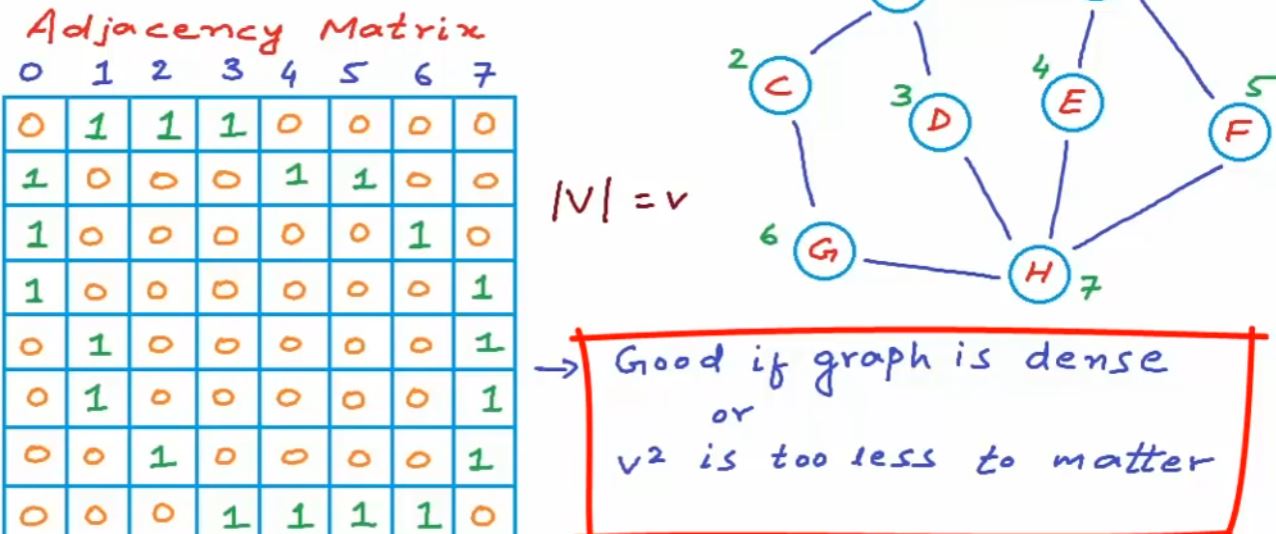 Adjacency Matrix
0 1 2 3 4 5 6 7
0 1 1 1 0 0 0 0
1 0 0 0 1 1 0 0
1 0 0 0 0 0 1 0
1 0 0 0 0 0 0 1
0 1 0 0 0 0 0 1
0 1 0 0 0 0 0 1
0 0 1 0 0 0 0 1
0 0 0 1 1 1 1 0
|V| = v
2 C
3 D
4 E
5 F
6 G
H 7
→ Good if graph is dense
or
v² is too less to matter